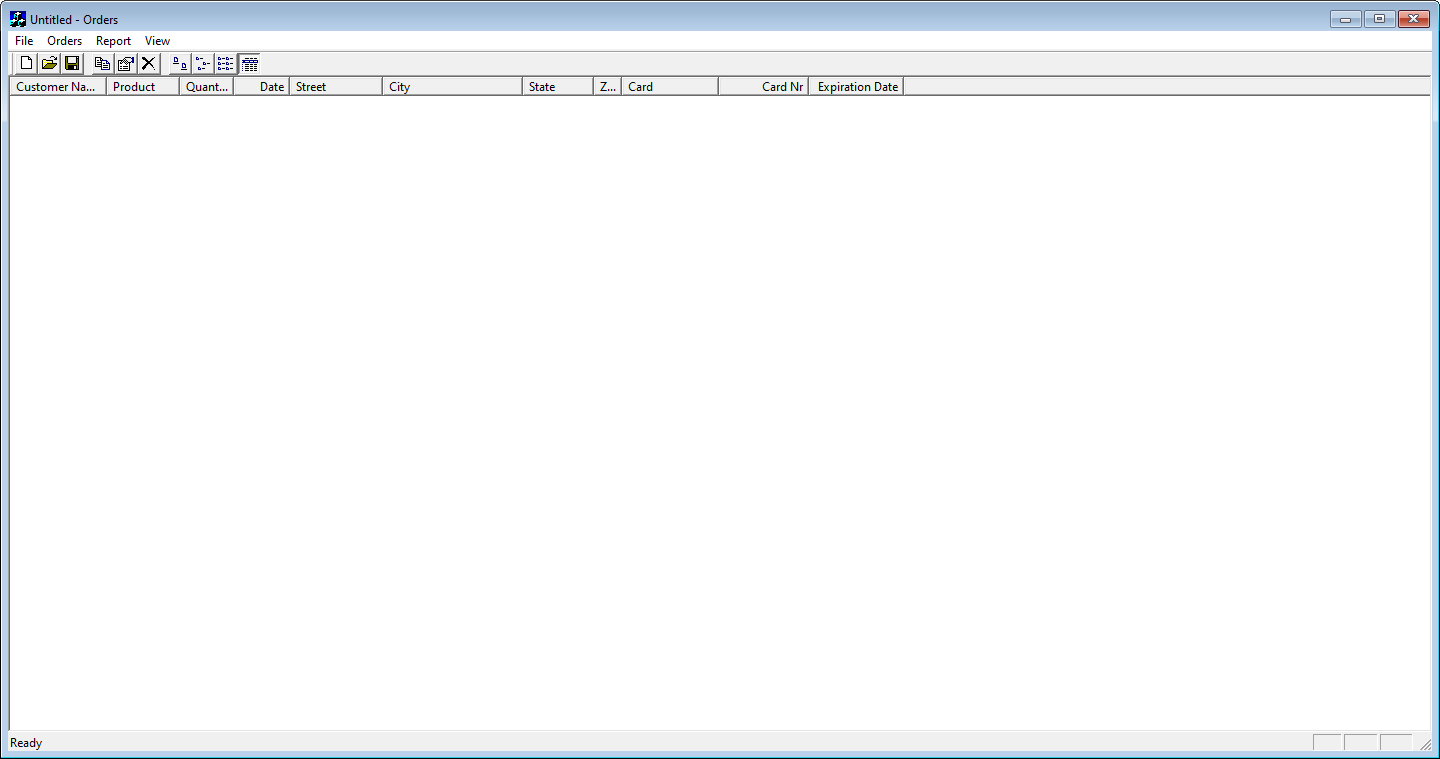 Untitled - Orders
File Orders Report View
Customer Na... Product Quant... Date Street City State Z... Card Card Nr Expiration Date
Ready